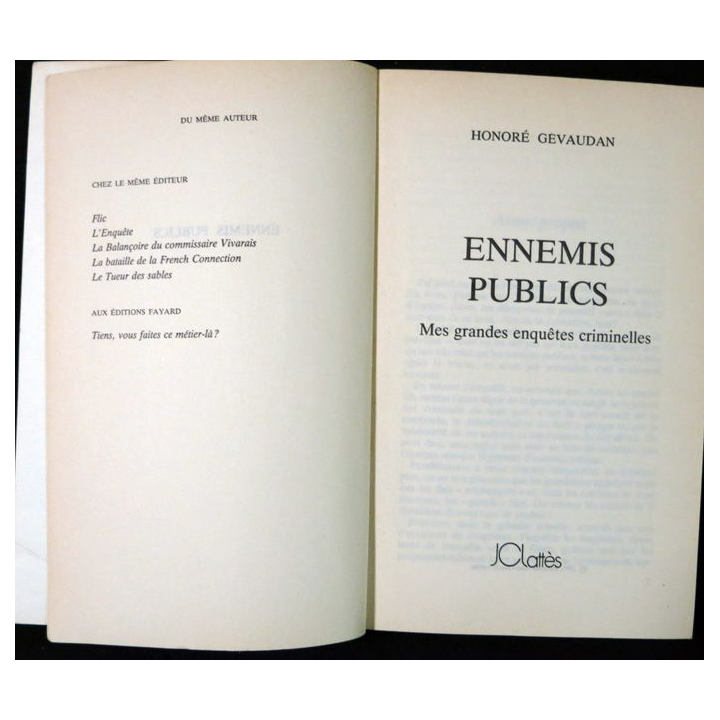 DU MÊME AUTEUR
CHEZ LE MÊME ÉDITEUR
Flic
L'Enquête
La Balançoire du commissaire Vivarais
La bataille de la French Connection
Le Tueur des sables
AUX ÉDITIONS FAYARD
Tiens, vous faites ce métier-là ?
HONORÉ GEVAUDAN
ENNEMIS
PUBLICS
Mes grandes enquêtes criminelles
JClattès